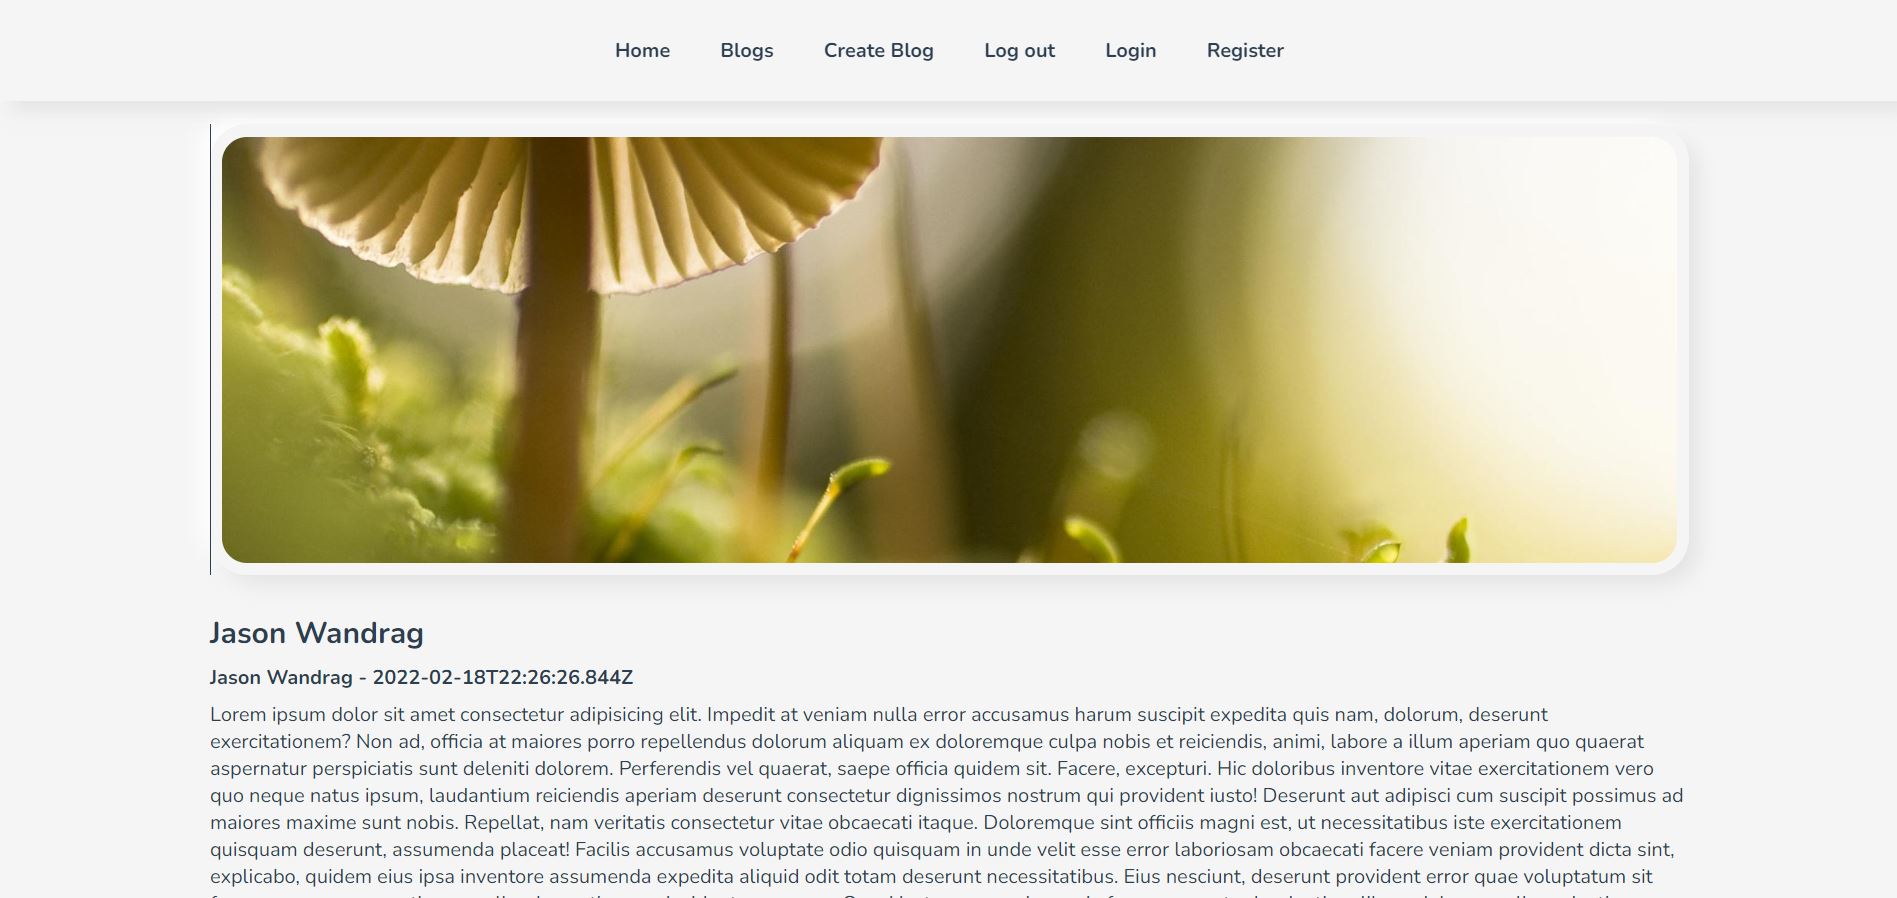 Home Blogs Create Blog Log out Login Register
Jason Wandrag
Jason Wandrag - 2022-02-18T22:26:26.844Z
Lorem ipsum dolor sit amet consectetur adipisicing elit. Impedit at veniam nulla error accusamus harum suscipit expedita quis nam, dolorum, deserunt
exercitationem? Non ad, officia at maiores porro repellendus dolorum aliquam ex doloremque culpa nobis et reiciendis, animi, labore a illum aperiam quo quaerat
aspernatur perspiciatis sunt deleniti dolorem. Perferendis vel quaerat, saepe officia quidem sit. Facere, excepturi. Hic doloribus inventore vitae exercitationem vero
quo neque natus ipsum, laudantium reiciendis aperiam deserunt consectetur dignissimos nostrum qui provident iusto! Deserunt aut adipisci cum suscipit possimus ad
maiores maxime sunt nobis. Repellat, nam veritatis consectetur vitae obcaecati itaque. Doloremque sint officiis magni est, ut necessitatibus iste exercitationem
quisquam deserunt, assumenda placeat! Facilis accusamus voluptate odio quisquam in unde velit esse error laboriosam obcaecati facere veniam provident dicta sint,
explicabo, quidem eius ipsa inventore assumenda expedita aliquid odit totam deserunt necessitatibus. Eius nesciunt, deserunt provident error quae voluptatum sit